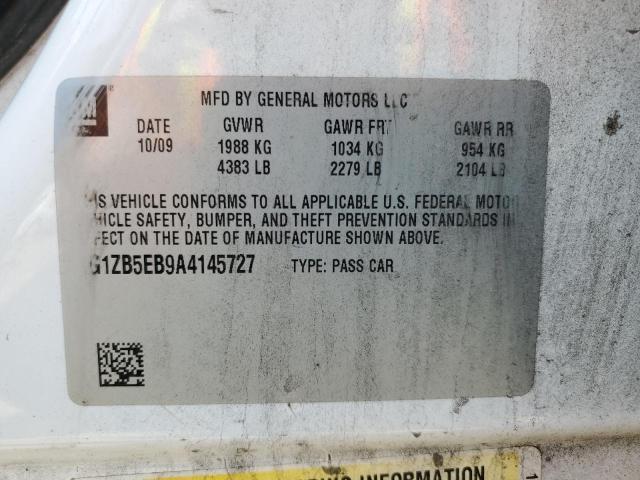 GM
MFD BY GENERAL MOTORS LLC
DATE GVWR GAWR FRT GAWR RR
10/09 1988 KG 1034 KG 954 KG
4383 LB 2279 LB 2104 LB
IS VEHICLE CONFORMS TO ALL APPLICABLE U.S. FEDERAL MOTO
HICLE SAFETY, BUMPER, AND THEFT PREVENTION STANDARDS IN
FECT ON THE DATE OF MANUFACTURE SHOWN ABOVE.
G1ZB5EB9A4145727 TYPE: PASS CAR
INFORMATION